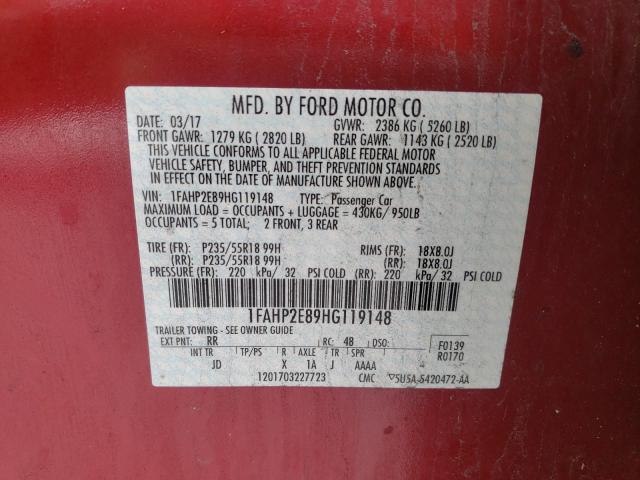 MFD. BY FORD MOTOR CO.
DATE: 03/17 GVWR: 2386 KG ( 5260 LB)
FRONT GAWR: 1279 KG ( 2820 LB) REAR GAWR: 1143 KG ( 2520 LB)
THIS VEHICLE CONFORMS TO ALL APPLICABLE FEDERAL MOTOR
VEHICLE SAFETY, BUMPER, AND THEFT PREVENTION STANDARDS
IN EFFECT ON THE DATE OF MANUFACTURE SHOWN ABOVE.
VIN: 1FAHP2E89HG119148 TYPE: Passenger Car
MAXIMUM LOAD = OCCUPANTS + LUGGAGE = 430KG/ 950LB
OCCUPANTS = 5 TOTAL; 2 FRONT, 3 REAR
TIRE (FR): P235/55R18 99H RIMS (FR): 18X8.0J
(RR): P235/55R18 99H (RR): 18X8.0J
PRESSURE (FR): 220 kPa/ 32 PSI COLD (RR): 220 kPa/ 32 PSI COLD
1FAHP2E89HG119148
TRAILER TOWING - SEE OWNER GUIDE
EXT PNT: RR RC: 48 DSO: F0139
INT TR TP/PS R AXLE TR SPR R0170
JD X 1A J AAAA 4
1201703227723 CMC 5U5A-5420472-AA